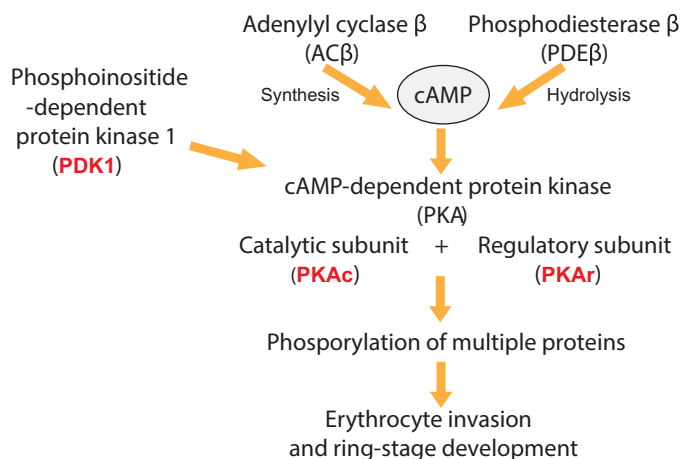 Adenylyl cyclase β
(ACβ)
Phosphodiesterase β
(PDEβ)
Phosphoinositide
-dependent
protein kinase 1
(PDK1)
Synthesis
cAMP
Hydrolysis
cAMP-dependent protein kinase
(PKA)
Catalytic subunit + Regulatory subunit
(PKAc) (PKAr)
Phosporylation of multiple proteins
Erythrocyte invasion
and ring-stage development